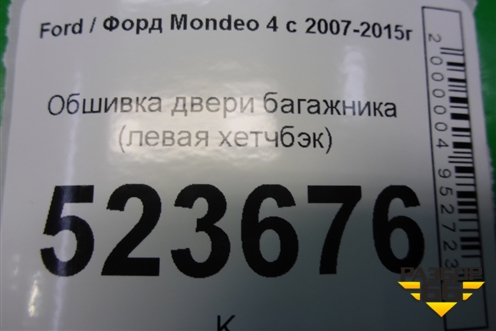 Ford / Форд Mondeo 4 с 2007-2015г
Обшивка двери багажника
(левая хетчбэк)
523676
К